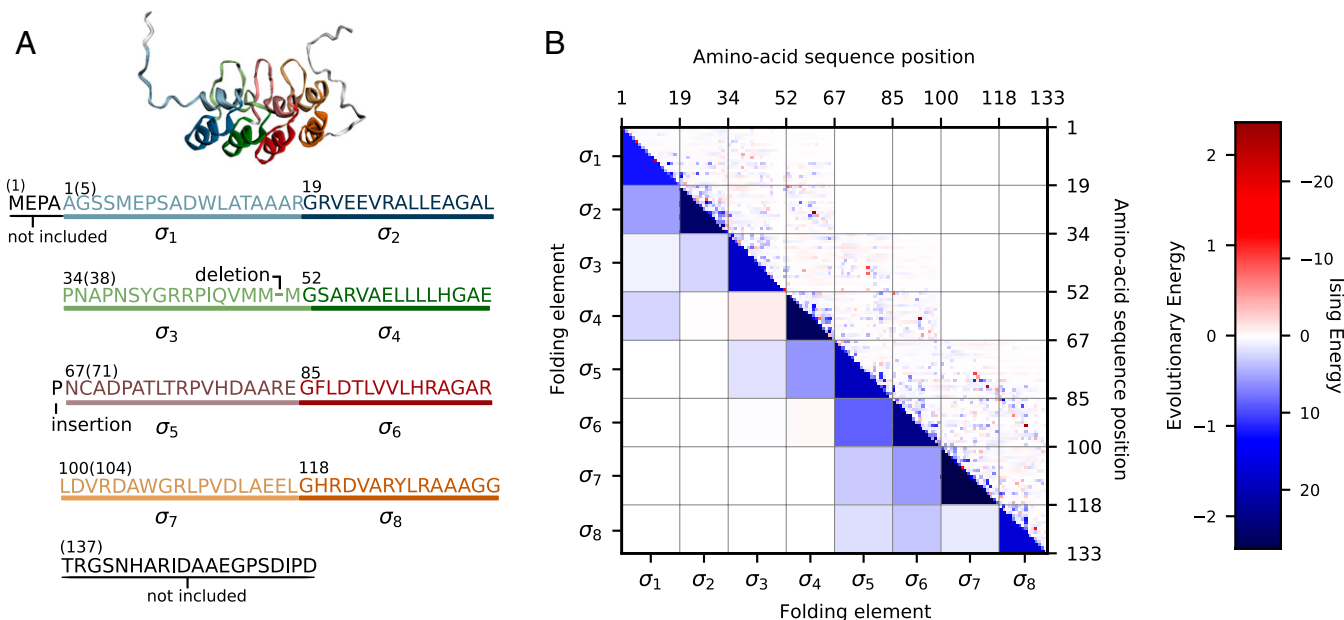 A
(1)
1(5)
19
MEPA AGSSMEPSADWLATAAAR GRVEEVRALLEAGAL
not included
σ1
σ2
deletion
34(38)
52
PNAPNSYGRRPIQVMM-M GSARVAELLLLHGAE
σ3
σ4
67(71)
85
P NCADPATLTRPVHDAARE GFLDTLVVLHRAGAR
insertion
σ5
σ6
100(104)
118
LDVRDAWGRLPVDLAEEL GHRDVARYLRAAAGG
σ7
σ8
(137)
TRGSNHARIDAAEGPSDIPD
not included
B
Amino-acid sequence position
1 19 34 52 67 85 100 118 133
σ1
σ2
σ3
σ4
σ5
σ6
σ7
σ8
Folding element
1
19
34
52
67
85
100
118
133
Amino-acid sequence position
σ1 σ2 σ3 σ4 σ5 σ6 σ7 σ8
Folding element
Evolutionary Energy
2
1
0
−1
−2
-20
-10
0
10
20
Ising Energy